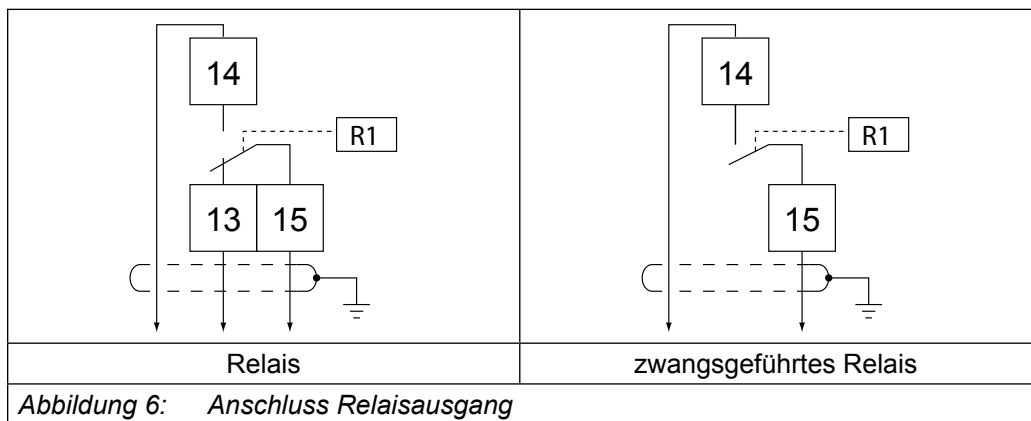 14
R1
13 15
Relais
14
R1
15
zwangsgeführtes Relais
Abbildung 6: Anschluss Relaisausgang